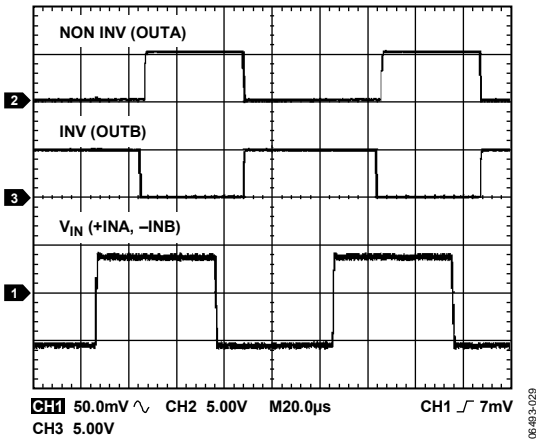 NON INV (OUTA)
2
INV (OUTB)
3
V_IN (+INA, –INB)
1
CH1 50.0mV CH2 5.00V M20.0µs CH1 7mV
CH3 5.00V
06493-029